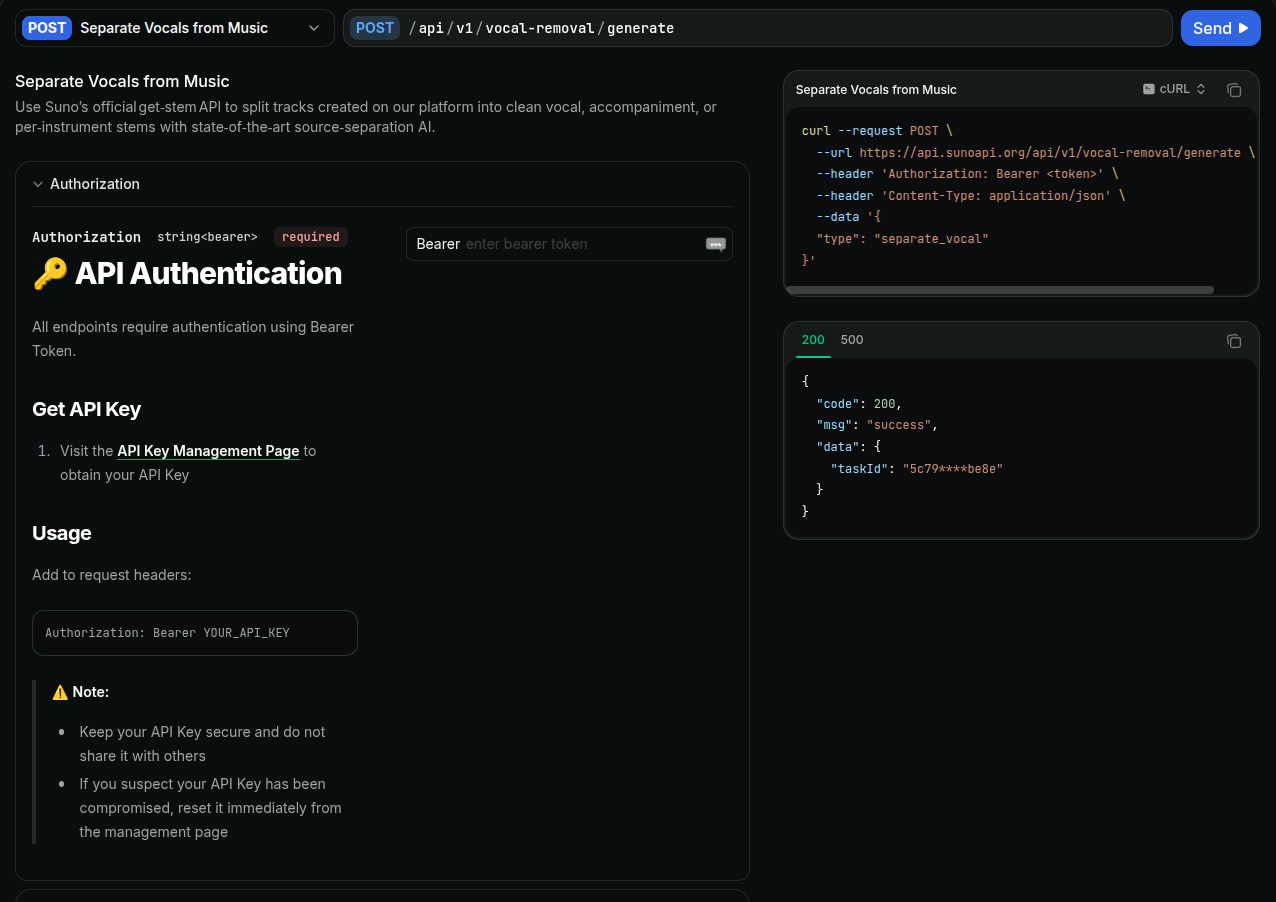 POST Separate Vocals from Music
POST /api/v1/vocal-removal/generate
Send
Separate Vocals from Music
Use Suno’s official get-stem API to split tracks created on our platform into clean vocal, accompaniment, or
per-instrument stems with state-of-the-art source-separation AI.
Authorization
Authorization string<bearer> required
Bearer enter bearer token
🔑 API Authentication
All endpoints require authentication using Bearer
Token.
Get API Key
1. Visit the API Key Management Page to
obtain your API Key
Usage
Add to request headers:
Authorization: Bearer YOUR_API_KEY
⚠️ Note:
• Keep your API Key secure and do not
share it with others
• If you suspect your API Key has been
compromised, reset it immediately from
the management page
Separate Vocals from Music
cURL
curl --request POST \
--url https://api.sunoapi.org/api/v1/vocal-removal/generate \
--header 'Authorization: Bearer <token>' \
--header 'Content-Type: application/json' \
--data '{
"type": "separate_vocal"
}'
200 500
{
"code": 200,
"msg": "success",
"data": {
"taskId": "5c79****be8e"
}
}